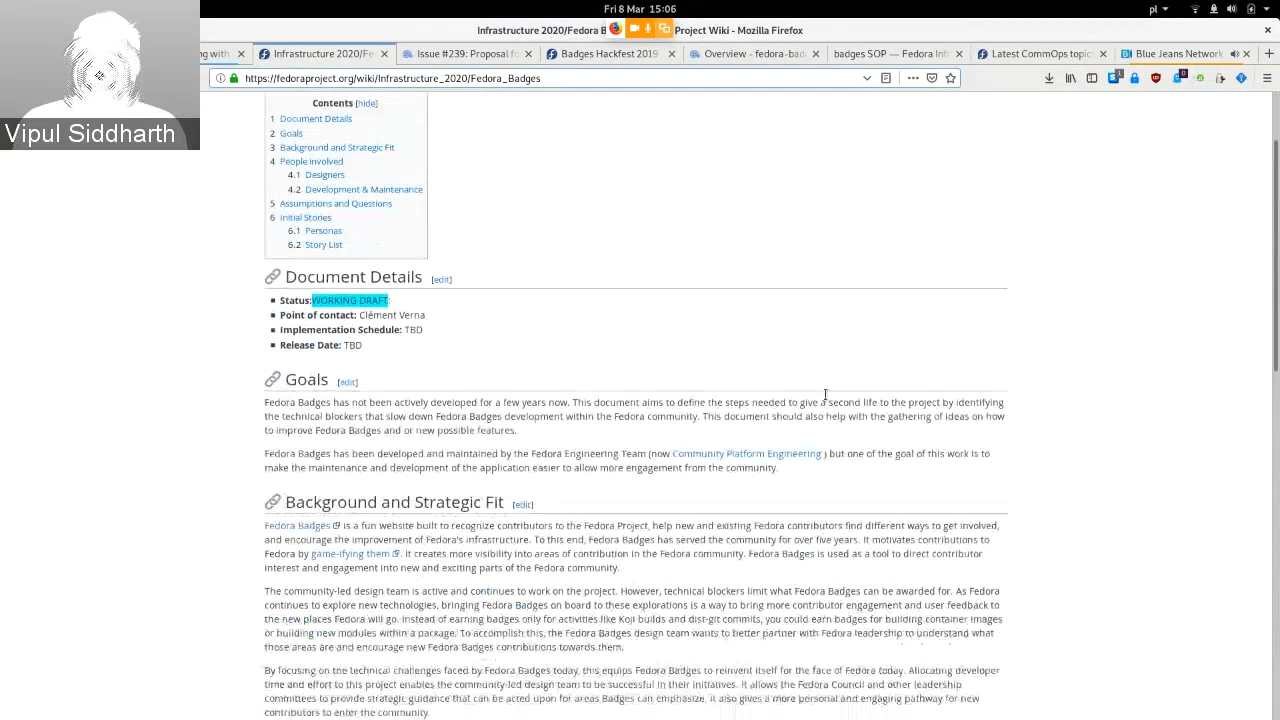 Fri 8 Mar 15:06
pl
Infrastructure 2020/Fedora B Project Wiki - Mozilla Firefox
ng with
Infrastructure 2020/Fe
Issue #239: Proposal fo
Badges Hackfest 2019
Overview - fedora-bad
badges SOP — Fedora Infr
Latest CommOps topic
Blue Jeans Network
https://fedoraproject.org/wiki/Infrastructure_2020/Fedora_Badges
Vipul Siddharth
Contents [hide]
1 Document Details
2 Goals
3 Background and Strategic Fit
4 People involved
4.1 Designers
4.2 Development & Maintenance
5 Assumptions and Questions
6 Initial Stories
6.1 Personas
6.2 Story List
Document Details [edit]
Status:WORKING DRAFT:
Point of contact: Clément Verna
Implementation Schedule: TBD
Release Date: TBD
Goals [edit]
Fedora Badges has not been actively developed for a few years now. This document aims to define the steps needed to give a second life to the project by identifying
the technical blockers that slow down Fedora Badges development within the Fedora community. This document should also help with the gathering of ideas on how
to improve Fedora Badges and or new possible features.
Fedora Badges has been developed and maintained by the Fedora Engineering Team (now Community Platform Engineering ) but one of the goal of this work is to
make the maintenance and development of the application easier to allow more engagement from the community.
Background and Strategic Fit [edit]
Fedora Badges is a fun website built to recognize contributors to the Fedora Project, help new and existing Fedora contributors find different ways to get involved,
and encourage the improvement of Fedora's infrastructure. To this end, Fedora Badges has served the community for over five years. It motivates contributions to
Fedora by game-ifying them . It creates more visibility into areas of contribution in the Fedora community. Fedora Badges is used as a tool to direct contributor
interest and engagement into new and exciting parts of the Fedora community.
The community-led design team is active and continues to work on the project. However, technical blockers limit what Fedora Badges can be awarded for. As Fedora
continues to explore new technologies, bringing Fedora Badges on board to these explorations is a way to bring more contributor engagement and user feedback to
the new places Fedora will go. Instead of earning badges only for activities like Koji builds and dist-git commits, you could earn badges for building container images
or building new modules within a package. To accomplish this, the Fedora Badges design team wants to better partner with Fedora leadership to understand what
those areas are and encourage new Fedora Badges contributions towards them.
By focusing on the technical challenges faced by Fedora Badges today, this equips Fedora Badges to reinvent itself for the face of Fedora today. Allocating developer
time and effort to this project enables the community-led design team to be successful in their initiatives. It allows the Fedora Council and other leadership
committees to provide strategic guidance that can be acted upon for areas Badges can emphasize. It also gives a more personal and engaging pathway for new
contributors to enter the community.